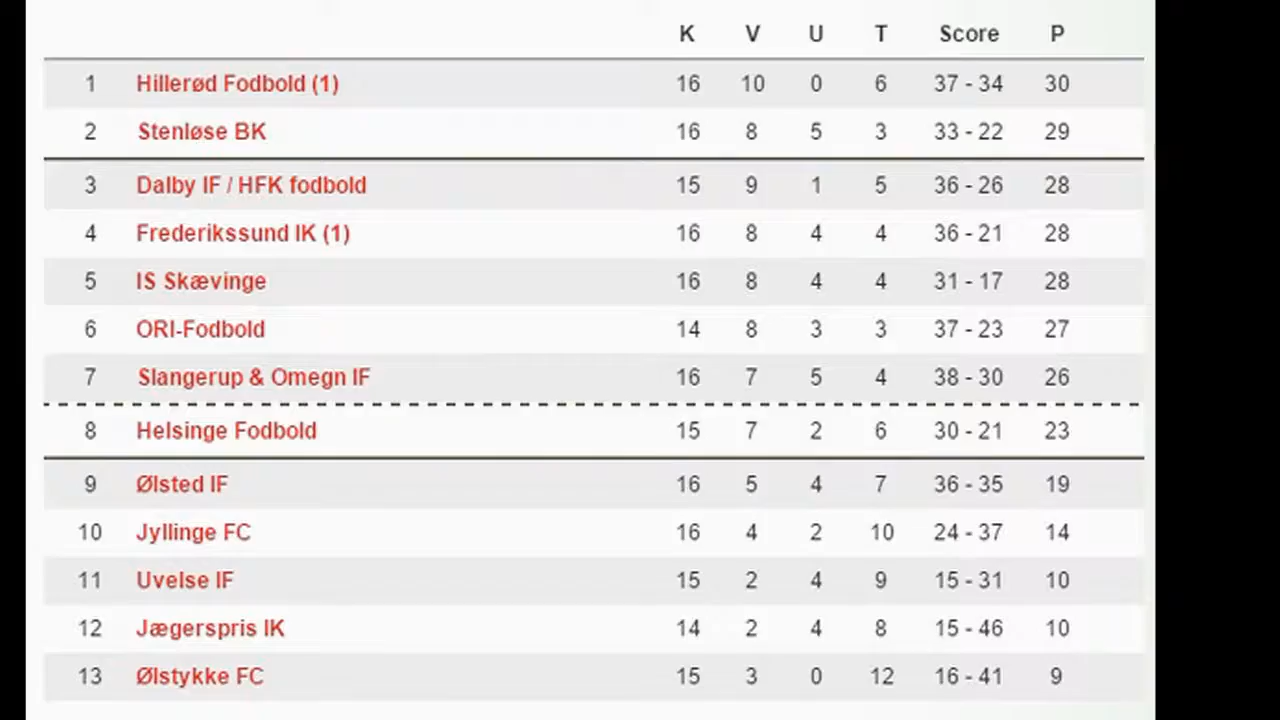 K V U T Score P
1 Hillerød Fodbold (1) 16 10 0 6 37 - 34 30
2 Stenløse BK 16 8 5 3 33 - 22 29
3 Dalby IF / HFK fodbold 15 9 1 5 36 - 26 28
4 Frederikssund IK (1) 16 8 4 4 36 - 21 28
5 IS Skævinge 16 8 4 4 31 - 17 28
6 ORI-Fodbold 14 8 3 3 37 - 23 27
7 Slangerup & Omegn IF 16 7 5 4 38 - 30 26
8 Helsinge Fodbold 15 7 2 6 30 - 21 23
9 Ølsted IF 16 5 4 7 36 - 35 19
10 Jyllinge FC 16 4 2 10 24 - 37 14
11 Uvelse IF 15 2 4 9 15 - 31 10
12 Jægerspris IK 14 2 4 8 15 - 46 10
13 Ølstykke FC 15 3 0 12 16 - 41 9